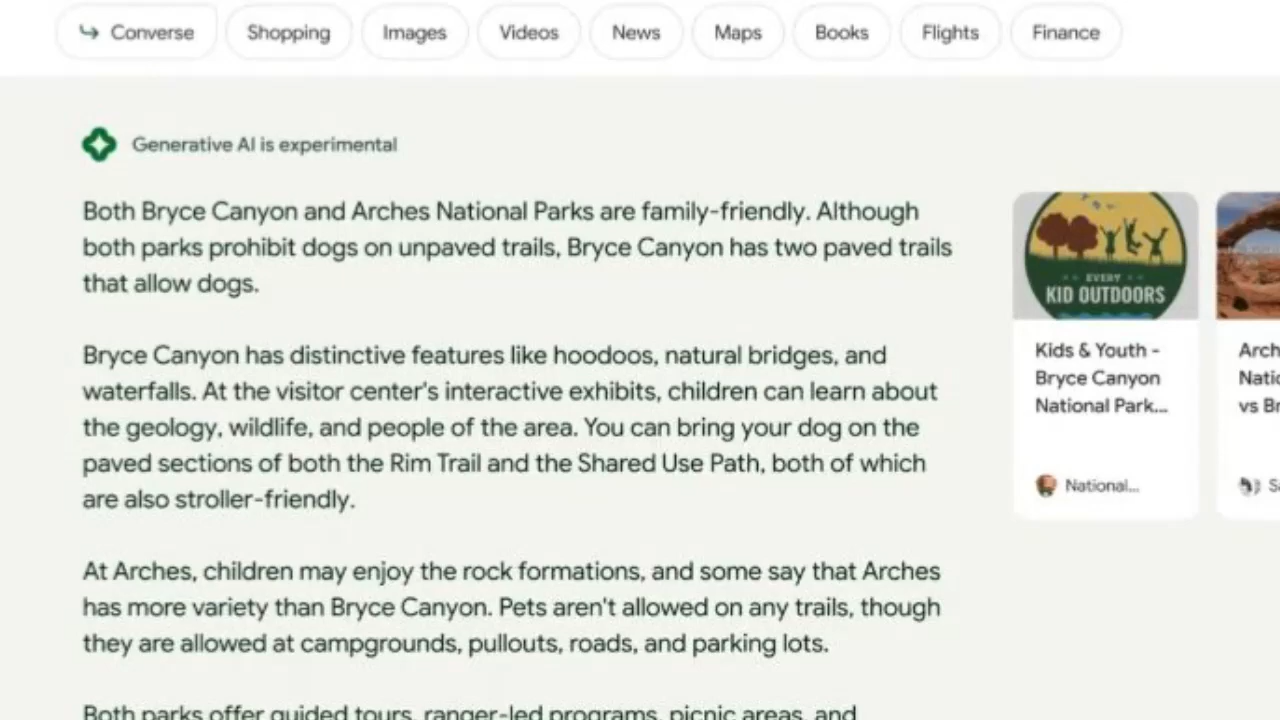 Converse
Shopping
Images
Videos
News
Maps
Books
Flights
Finance
Generative AI is experimental
Both Bryce Canyon and Arches National Parks are family-friendly. Although
both parks prohibit dogs on unpaved trails, Bryce Canyon has two paved trails
that allow dogs.
Bryce Canyon has distinctive features like hoodoos, natural bridges, and
waterfalls. At the visitor center's interactive exhibits, children can learn about
the geology, wildlife, and people of the area. You can bring your dog on the
paved sections of both the Rim Trail and the Shared Use Path, both of which
are also stroller-friendly.
At Arches, children may enjoy the rock formations, and some say that Arches
has more variety than Bryce Canyon. Pets aren't allowed on any trails, though
they are allowed at campgrounds, pullouts, roads, and parking lots.
Both parks offer guided tours, ranger-led programs, picnic areas, and
EVERY
KID OUTDOORS
Kids & Youth -
Bryce Canyon
National Park...
National...
Arch
Natio
vs Br